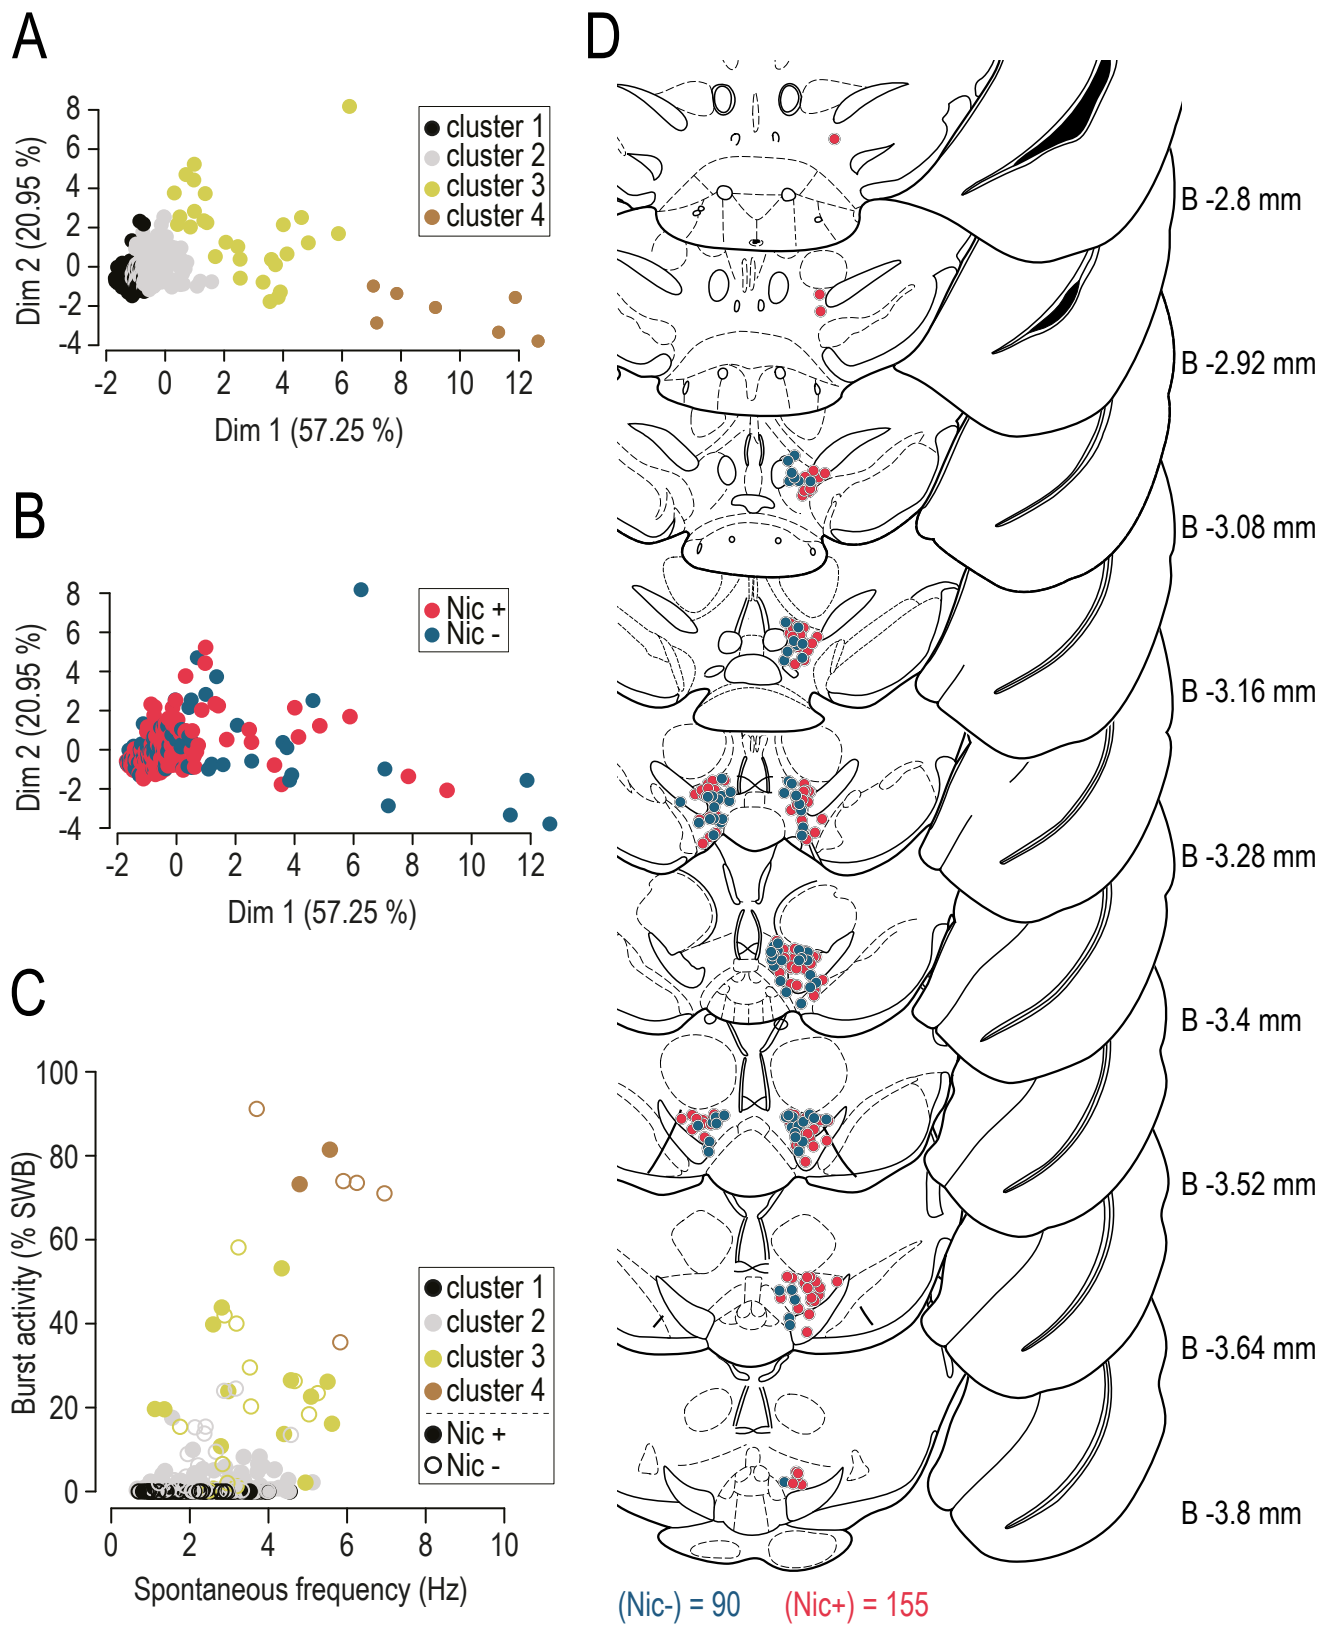 A
Dim 2 (20.95 %)
8
6
4
2
0
-2
-4
-2 0 2 4 6 8 10 12
Dim 1 (57.25 %)
cluster 1
cluster 2
cluster 3
cluster 4
B
Dim 2 (20.95 %)
8
6
4
2
0
-2
-4
-2 0 2 4 6 8 10 12
Dim 1 (57.25 %)
Nic +
Nic -
C
Burst activity (% SWB)
100
80
60
40
20
0
0 2 4 6 8 10
Spontaneous frequency (Hz)
cluster 1
cluster 2
cluster 3
cluster 4
Nic +
Nic -
D
B -2.8 mm
B -2.92 mm
B -3.08 mm
B -3.16 mm
B -3.28 mm
B -3.4 mm
B -3.52 mm
B -3.64 mm
B -3.8 mm
(Nic-) = 90 (Nic+) = 155